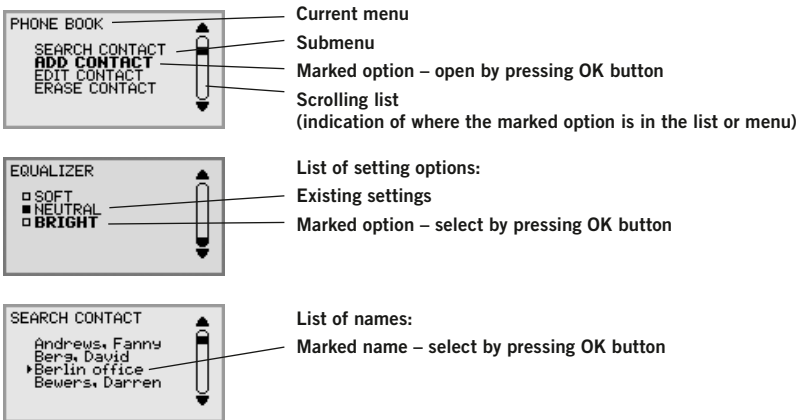 PHONE BOOK
SEARCH CONTACT
ADD CONTACT
EDIT CONTACT
ERASE CONTACT
Current menu
Submenu
Marked option – open by pressing OK button
Scrolling list
(indication of where the marked option is in the list or menu)
EQUALIZER
SOFT
NEUTRAL
BRIGHT
List of setting options:
Existing settings
Marked option – select by pressing OK button
SEARCH CONTACT
Andrews, Fanny
Berg, David
Berlin office
Bewers, Darren
List of names:
Marked name – select by pressing OK button